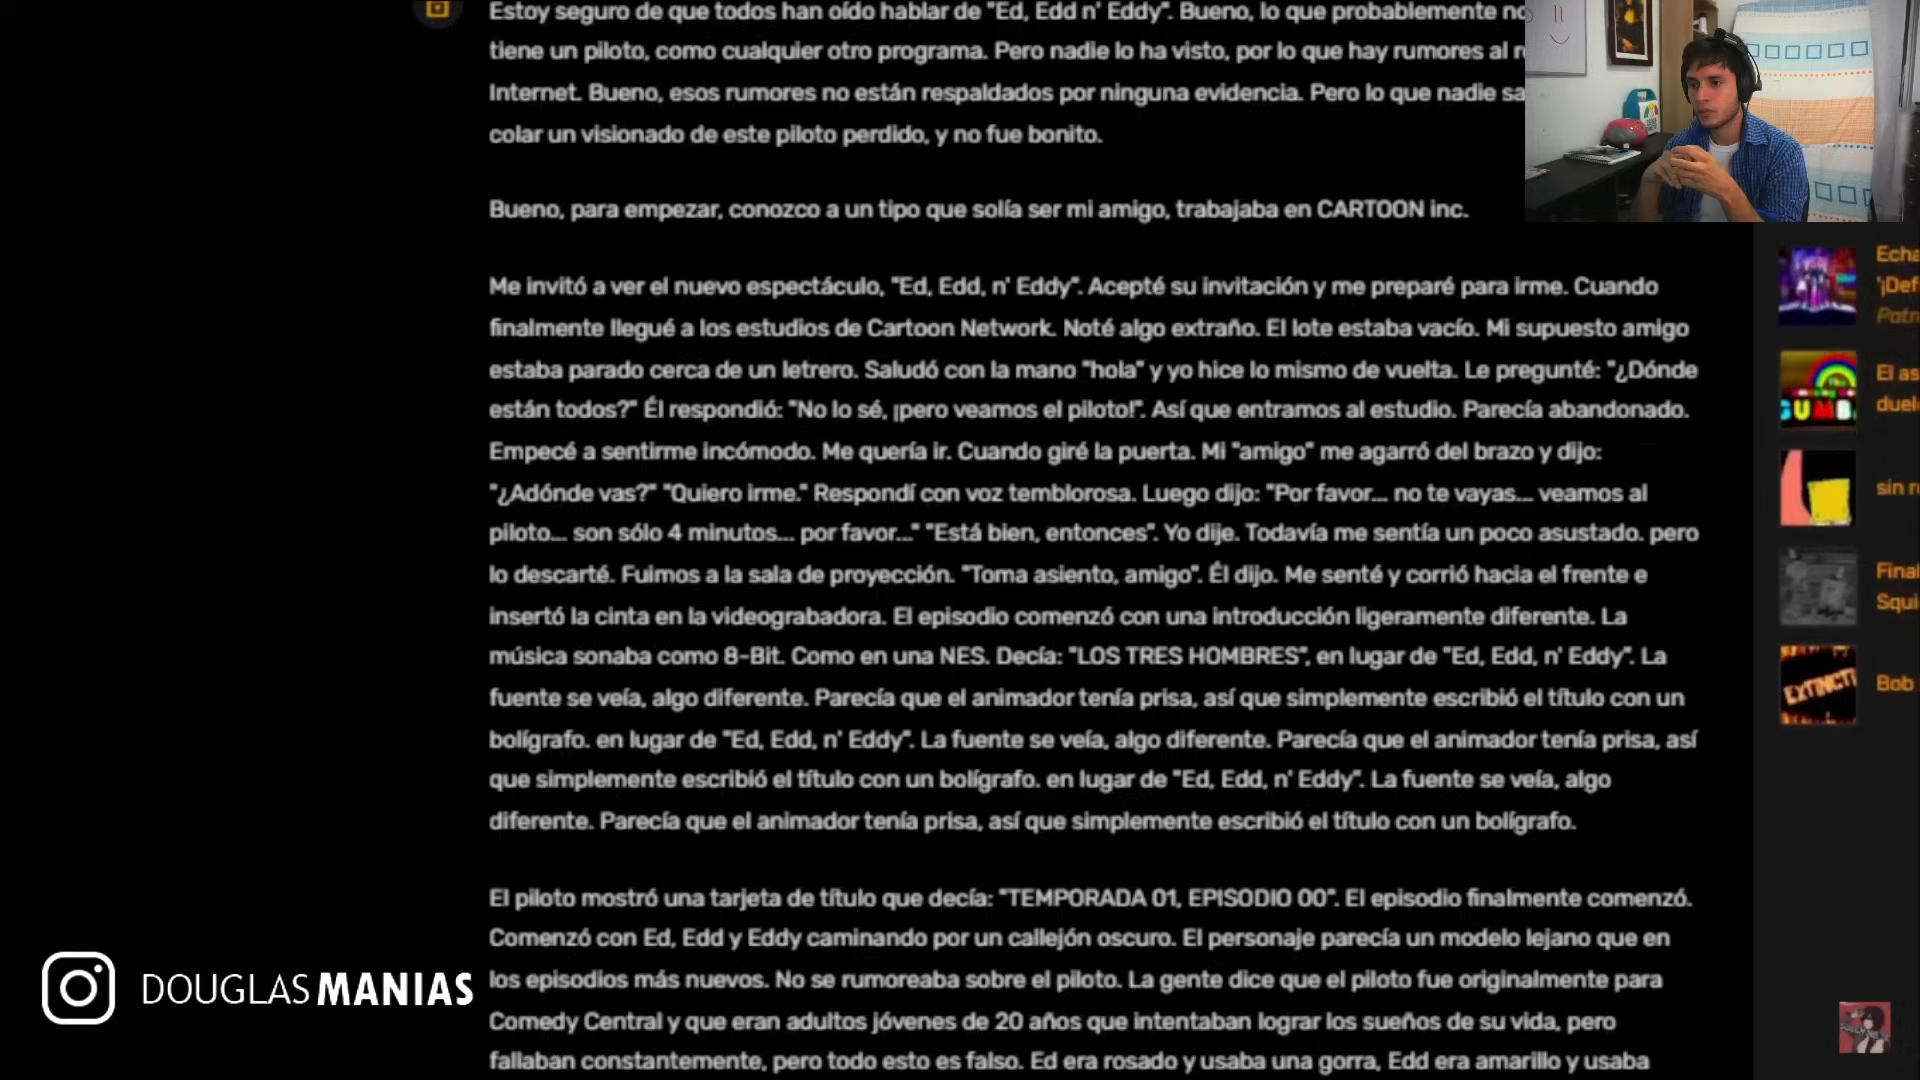 Estoy seguro de que todos han oído hablar de "Ed, Edd n' Eddy". Bueno, lo que probablemente no
tiene un piloto, como cualquier otro programa. Pero nadie lo ha visto, por lo que hay rumores al
Internet. Bueno, esos rumores no están respaldados por ninguna evidencia. Pero lo que nadie
colar un visionado de este piloto perdido, y no fue bonito.
Bueno, para empezar, conozco a un tipo que solía ser mi amigo, trabajaba en CARTOON inc.
Me invitó a ver el nuevo espectáculo, "Ed, Edd, n' Eddy". Acepté su invitación y me preparé para irme. Cuando
finalmente llegué a los estudios de Cartoon Network. Noté algo extraño. El lote estaba vacío. Mi supuesto amigo
estaba parado cerca de un letrero. Saludó con la mano "hola" y yo hice lo mismo de vuelta. Le pregunté: "¿Dónde
están todos?" Él respondió: "No lo sé, ¡pero veamos el piloto!". Así que entramos al estudio. Parecía abandonado.
Empecé a sentirme incómodo. Me quería ir. Cuando giré la puerta. Mi "amigo" me agarró del brazo y dijo:
"¿Adónde vas?" "Quiero irme." Respondí con voz temblorosa. Luego dijo: "Por favor... no te vayas... veamos al
piloto... son sólo 4 minutos... por favor..." "Está bien, entonces". Yo dije. Todavía me sentía un poco asustado. pero
lo descarté. Fuimos a la sala de proyección. "Toma asiento, amigo". Él dijo. Me senté y corrió hacia el frente e
insertó la cinta en la videograbadora. El episodio comenzó con una introducción ligeramente diferente. La
música sonaba como 8-Bit. Como en una NES. Decía: "LOS TRES HOMBRES", en lugar de "Ed, Edd, n' Eddy". La
fuente se veía, algo diferente. Parecía que el animador tenía prisa, así que simplemente escribió el título con un
bolígrafo. en lugar de "Ed, Edd, n' Eddy". La fuente se veía, algo diferente. Parecía que el animador tenía prisa, así
que simplemente escribió el título con un bolígrafo. en lugar de "Ed, Edd, n' Eddy". La fuente se veía, algo
diferente. Parecía que el animador tenía prisa, así que simplemente escribió el título con un bolígrafo.
El piloto mostró una tarjeta de título que decía: "TEMPORADA 01, EPISODIO 00". El episodio finalmente comenzó.
Comenzó con Ed, Edd y Eddy caminando por un callejón oscuro. El personaje parecía un modelo lejano que en
los episodios más nuevos. No se rumoreaba sobre el piloto. La gente dice que el piloto fue originalmente para
Comedy Central y que eran adultos jóvenes de 20 años que intentaban lograr los sueños de su vida, pero
fallaban constantemente, pero todo esto es falso. Ed era rosado y usaba una gorra, Edd era amarillo y usaba
Echa
'¡Def
Patr
El as
duel
sin
Final
Squi
Bob
GUMB
EXTINCT
DOUGLASMANIAS